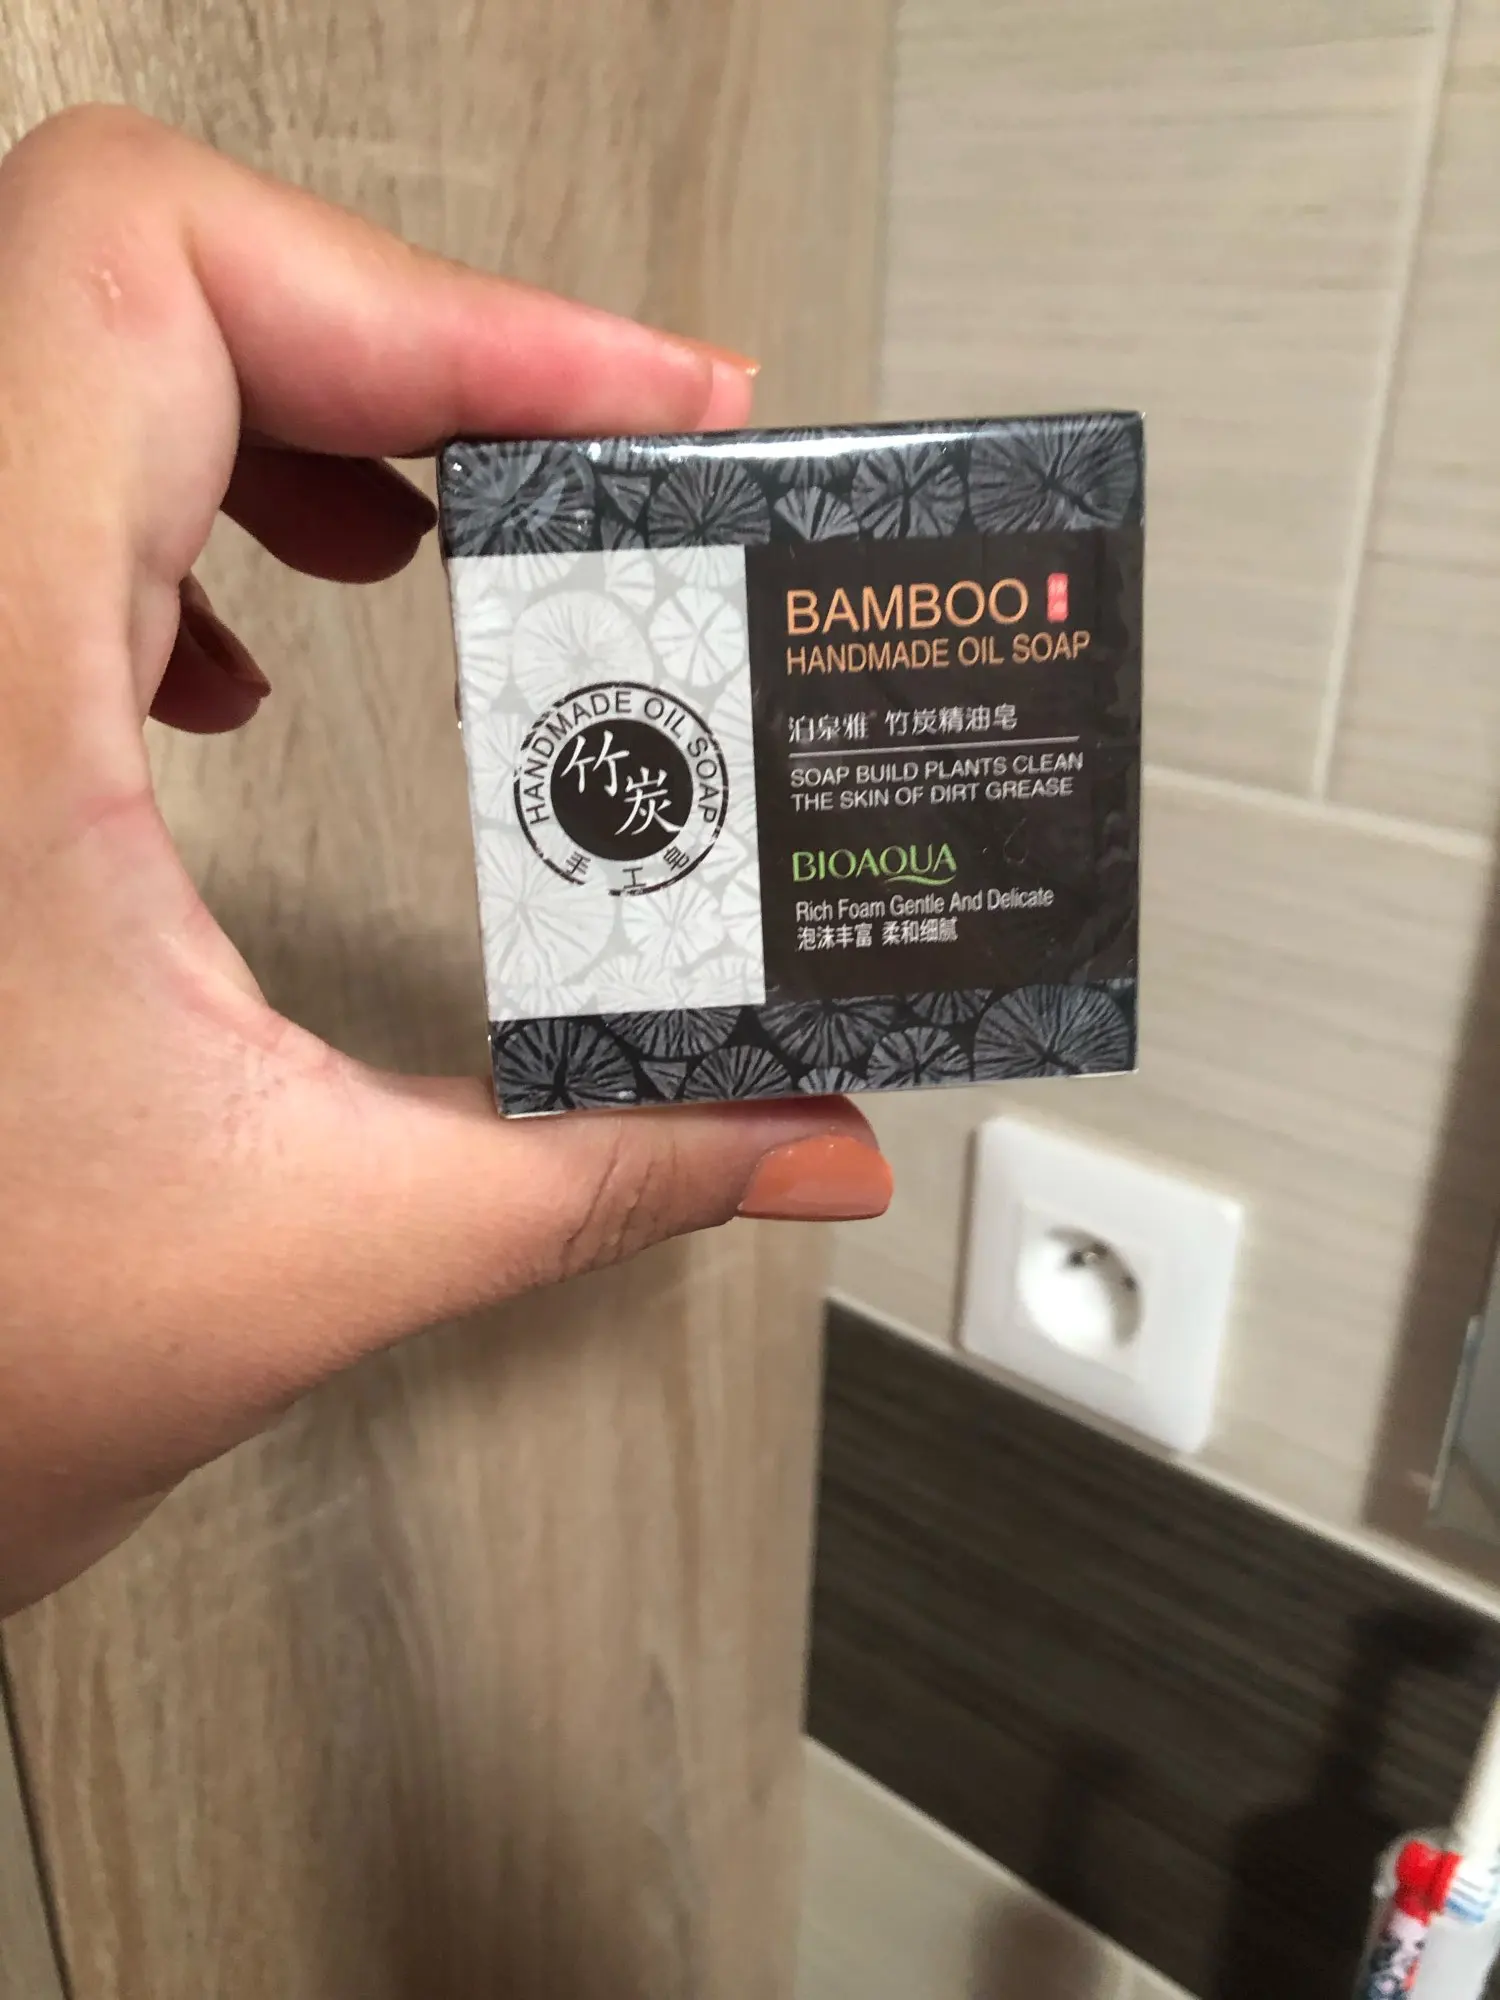 HANDMADE OIL SOAP
竹炭
手工皂
BAMBOO
HANDMADE OIL SOAP
泊泉雅® 竹炭精油皂
SOAP BUILD PLANTS CLEAN
THE SKIN OF DIRT GREASE
BIOAQUA
Rich Foam Gentle And Delicate
泡沫丰富 柔和细腻